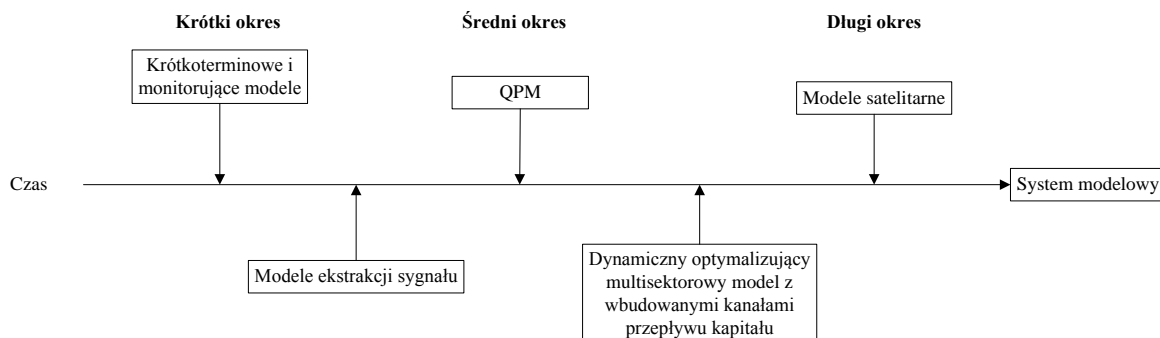 Krótki okres
Średni okres
Długi okres
Krótkoterminowe i
monitorujące modele
QPM
Modele satelitarne
Czas
System modelowy
Modele ekstrakcji sygnału
Dynamiczny optymalizujący
multisektorowy model z
wbudowanymi kanałami
przepływu kapitału